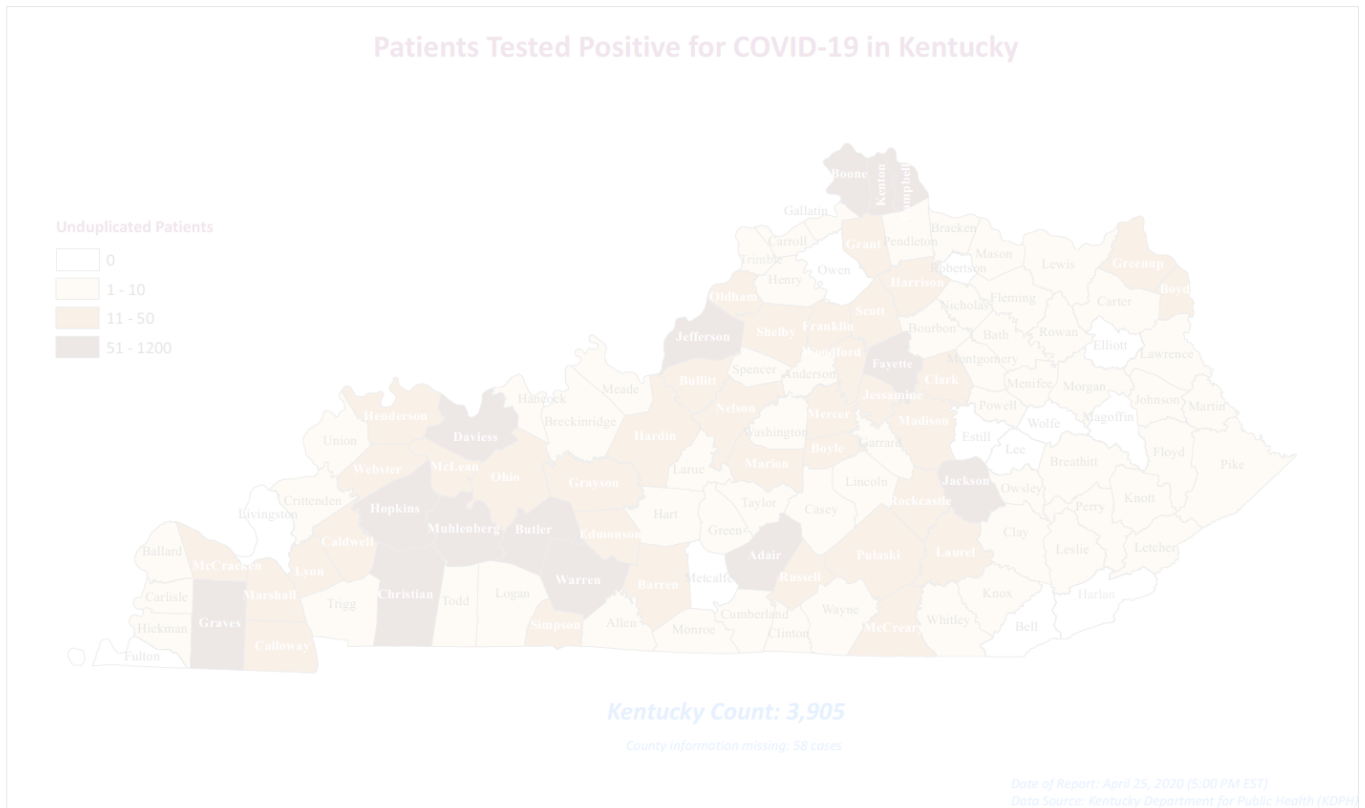 Patients Tested Positive for COVID-19 in Kentucky
Boone
Kenton
Gallatin
Bracken
Carroll
Grant
Pendleton
Mason
Trimble
Owen
Robertson
Lewis
Greenup
Henry
Harrison
Boyd
Oldham
Nicholas
Fleming
Carter
Unduplicated Patients
0
1 - 10
11 - 50
51 - 1200
Jefferson
Shelby
Franklin
Scott
Bourbon
Bath
Rowan
Elliott
Lawrence
Woodford
Fayette
Montgomery
Spencer
Anderson
Clark
Menifee
Morgan
Bullitt
Jessamine
Powell
Johnson
Martin
Meade
Hancock
Nelson
Mercer
Madison
Magoffin
Henderson
Breckinridge
Washington
Wolfe
Union
Daviess
Hardin
Boyle
Garrard
Estill
Lee
Floyd
Webster
McLean
Ohio
Grayson
Larue
Marion
Breathitt
Pike
Crittenden
Lincoln
Jackson
Owsley
Knott
Livingston
Hopkins
Hart
Taylor
Casey
Rockcastle
Perry
Muhlenberg
Butler
Edmonson
Green
Clay
Ballard
Caldwell
Adair
Pulaski
Laurel
Leslie
Letcher
McCracken
Lyon
Warren
Barren
Metcalfe
Russell
Carlisle
Marshall
Trigg
Christian
Todd
Logan
Knox
Harlan
Hickman
Graves
Simpson
Allen
Monroe
Cumberland
Clinton
Wayne
McCreary
Whitley
Bell
Fulton
Calloway
Kentucky Count: 3,905
County information missing: 58 cases
Date of Report: April 25, 2020 (5:00 PM EST)
Data Source: Kentucky Department for Public Health (KDPH)